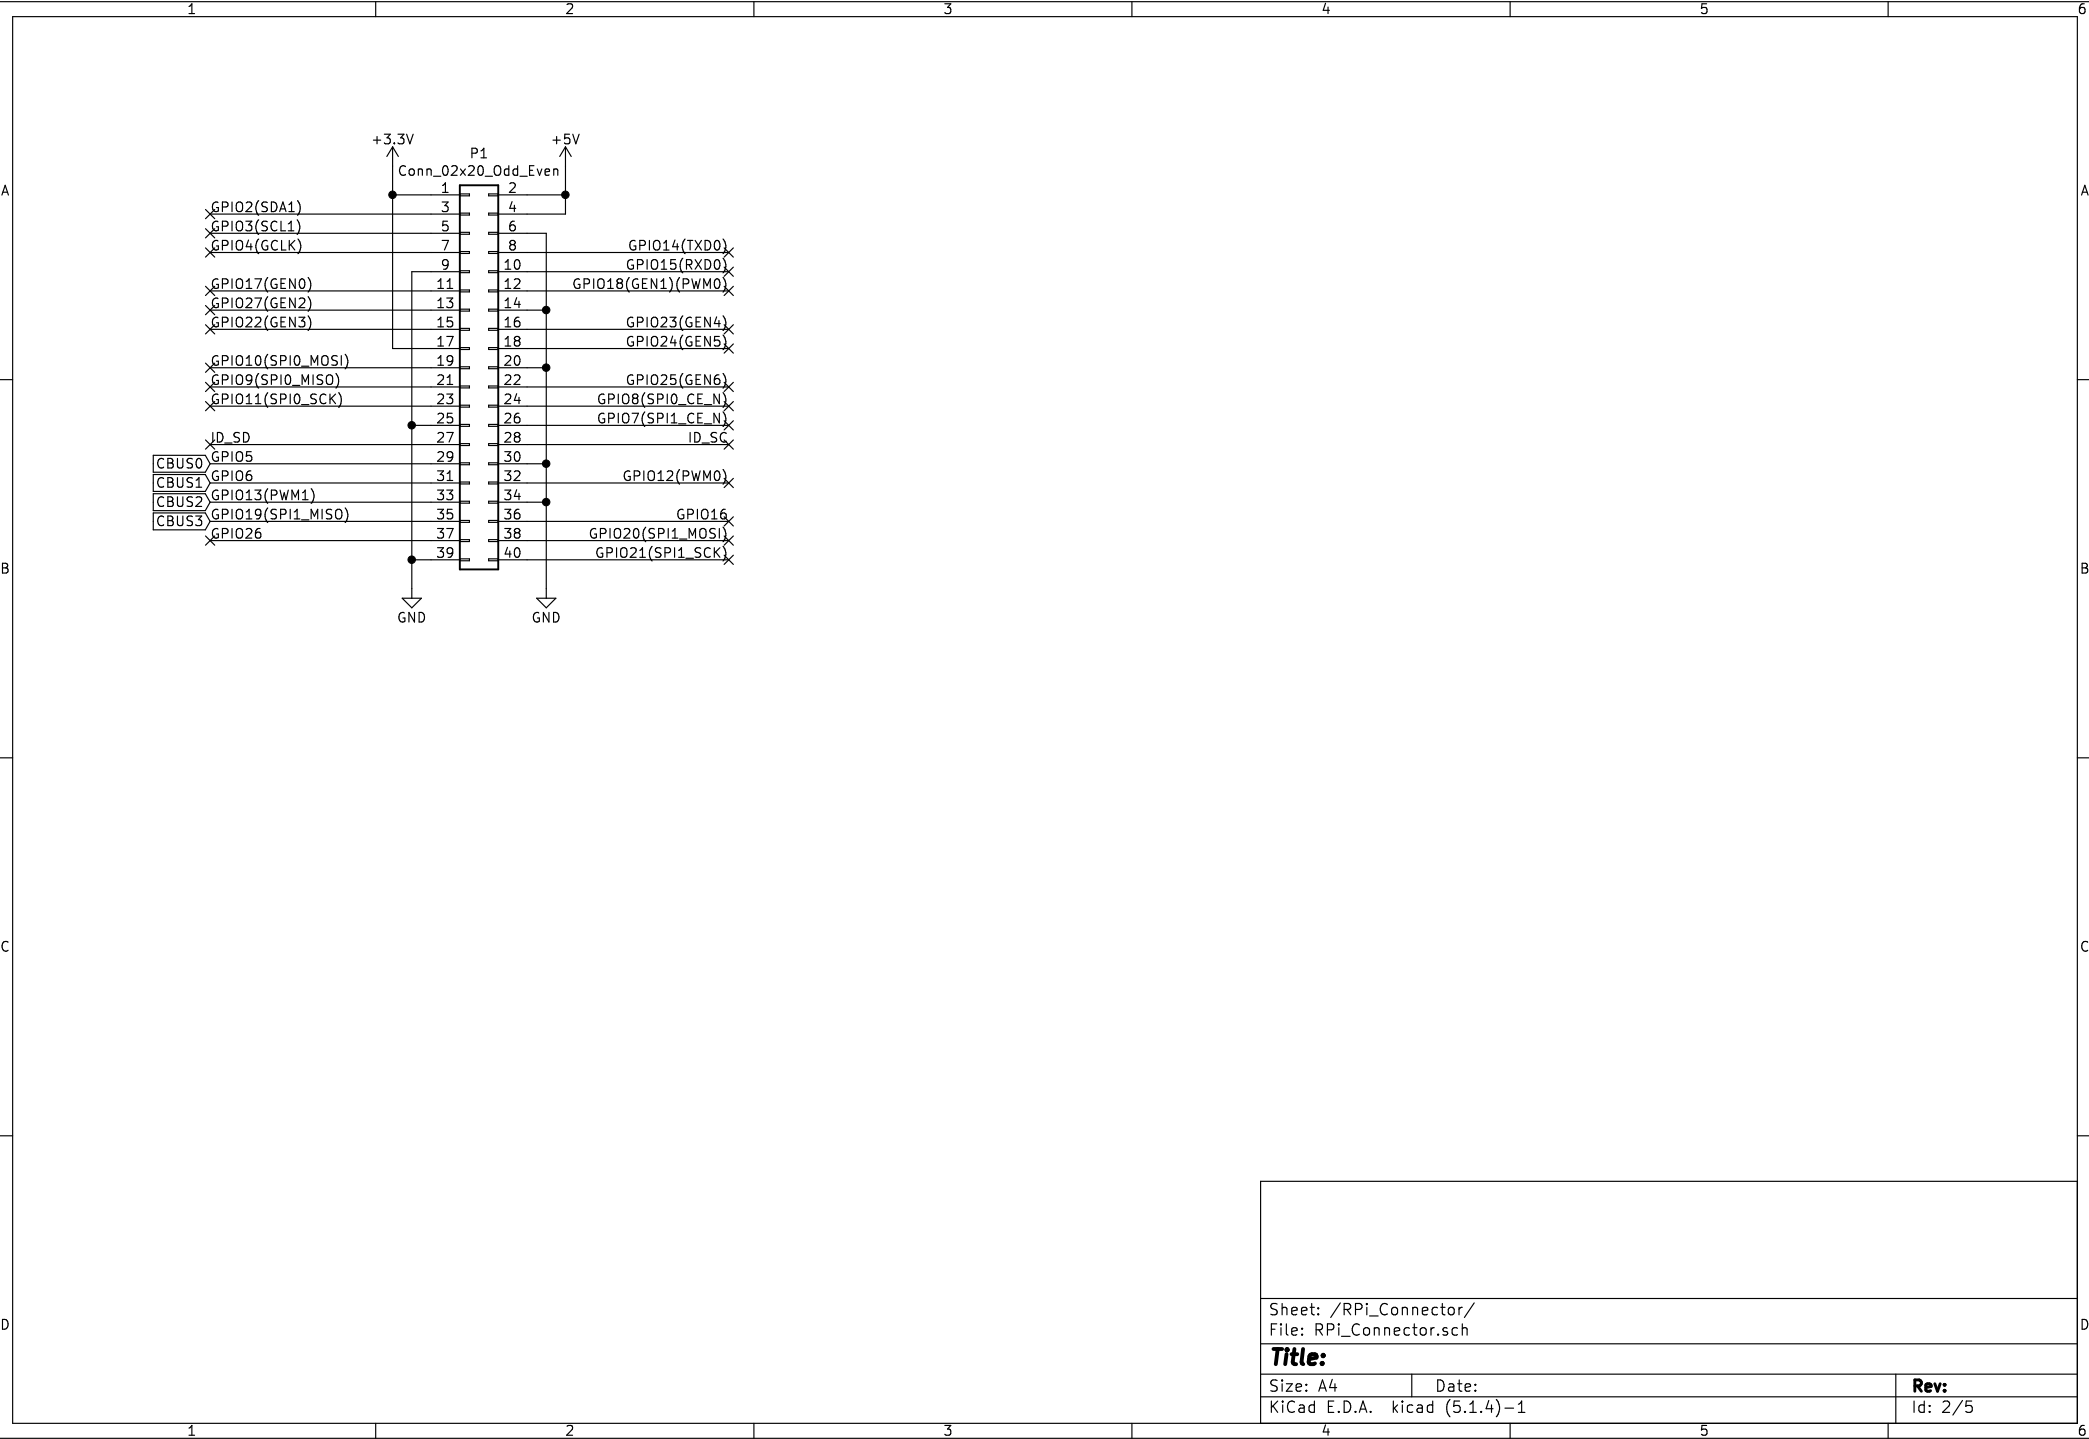 1 2 3 4 5 6
+3.3V +5V
P1
Conn_02x20_Odd_Even
A 1 2 A
GPIO2(SDA1) 3 4
GPIO3(SCL1) 5 6
GPIO4(GCLK) 7 8 GPIO14(TXD0)
9 10 GPIO15(RXD0)
GPIO17(GEN0) 11 12 GPIO18(GEN1)(PWM0)
GPIO27(GEN2) 13 14
GPIO22(GEN3) 15 16 GPIO23(GEN4)
17 18 GPIO24(GEN5)
GPIO10(SPI0_MOSI) 19 20
GPIO9(SPI0_MISO) 21 22 GPIO25(GEN6)
GPIO11(SPI0_SCK) 23 24 GPIO8(SPI0_CE_N)
25 26 GPIO7(SPI1_CE_N)
ID_SD 27 28 ID_SC
CBUS0 GPIO5 29 30
CBUS1 GPIO6 31 32 GPIO12(PWM0)
CBUS2 GPIO13(PWM1) 33 34
CBUS3 GPIO19(SPI1_MISO) 35 36 GPIO16
GPIO26 37 38 GPIO20(SPI1_MOSI)
39 40 GPIO21(SPI1_SCK)
B B
GND GND
C C
Sheet: /RPi_Connector/
D File: RPi_Connector.sch D
Title:
Size: A4 Date: Rev:
KiCad E.D.A. kicad (5.1.4)-1 Id: 2/5
1 2 3 4 5 6